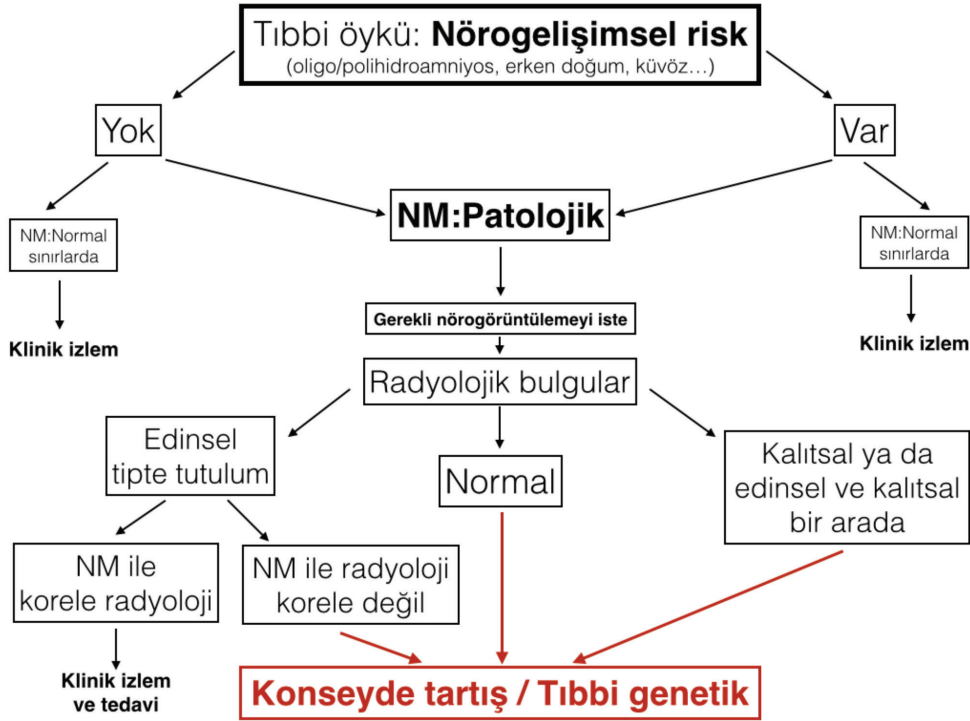 Tıbbi öykü: Nörogelişimsel risk
(oligo/polihidroamniyos, erken doğum, küvöz...)
Yok
Var
NM:Patolojik
NM:Normal
sınırlarda
NM:Normal
sınırlarda
Gerekli nörogörüntülemeyi iste
Klinik izlem
Klinik izlem
Radyolojik bulgular
Edinsel
tipte tutulum
Normal
Kalıtsal ya da
edinsel ve kalıtsal
bir arada
NM ile
korele radyoloji
NM ile radyoloji
korele değil
Klinik izlem
ve tedavi
Konseyde tartış / Tıbbi genetik